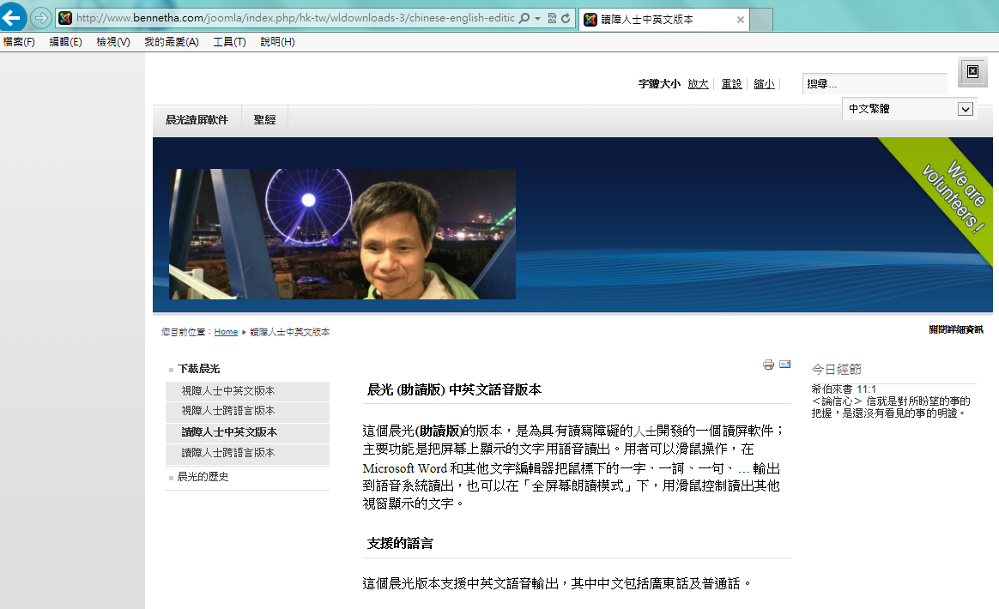 http://www.bennetha.com/joomla/index.php/hk-tw/wldownloads-3/chinese-english-editic
讀障人士中英文版本
檔案(F) 編輯(E) 檢視(V) 我的最愛(A) 工具(T) 說明(H)
字體大小 放大 重設 縮小
搜尋...
中文繁體
晨光讀屏軟件 聖經
We are
volunteers!
您目前位置：Home 讀障人士中英文版本
關閉詳細資訊
下載晨光
視障人士中英文版本
視障人士跨語言版本
讀障人士中英文版本
讀障人士跨語言版本
晨光的歷史
晨光 (助讀版) 中英文語音版本
這個晨光(助讀版)的版本，是為具有讀寫障礙的人士開發的一個讀屏軟件；
主要功能是把屏幕上顯示的文字用語音讀出。用者可以滑鼠操作，在
Microsoft Word 和其他文字編輯器把鼠標下的一字、一詞、一句、... 輸出
到語音系統讀出，也可以在「全屏幕朗讀模式」下，用滑鼠控制讀出其他
視窗顯示的文字。
支援的語言
這個晨光版本支援中英文語音輸出，其中中文包括廣東話及普通話。
今日經節
希伯來書 11:1
＜論信心＞ 信就是對所盼望的事的
把握，是還沒有看見的事的明證。